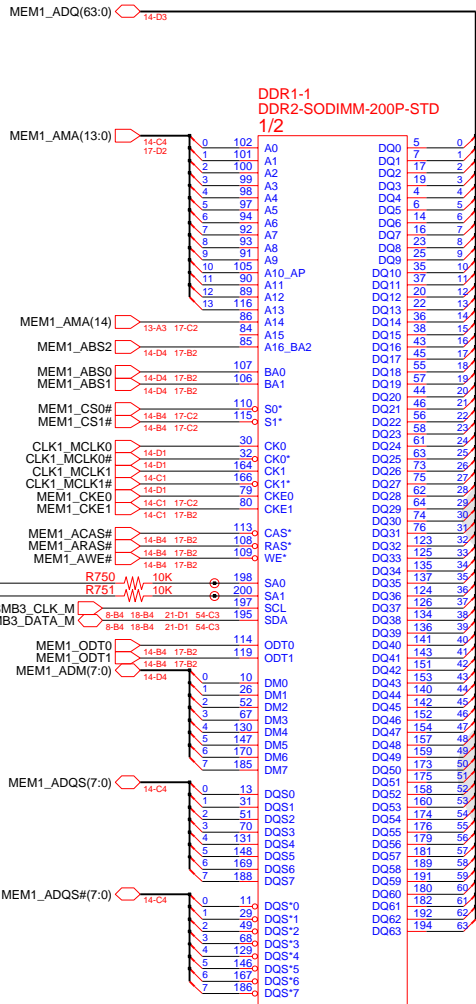 MEM1_ADQ(63:0)
14-D3
DDR1-1
DDR2-SODIMM-200P-STD
1/2
MEM1_AMA(13:0)
14-C4
17-D2
0 102 A0
1 101 A1
2 100 A2
3 99 A3
4 98 A4
5 97 A5
6 94 A6
7 92 A7
8 93 A8
9 91 A9
10 105 A10_AP
11 90 A11
12 89 A12
13 116 A13
MEM1_AMA(14) 86 A14
13-A3 17-C2
84 A15
MEM1_ABS2 85 A16_BA2
14-D4 17-B2
MEM1_ABS0 107 BA0
14-D4 17-B2
MEM1_ABS1 106 BA1
14-D4 17-B2
MEM1_CS0# 110 S0*
14-B4 17-C2
MEM1_CS1# 115 S1*
14-B4 17-C2
CLK1_MCLK0 30 CK0
14-D1
CLK1_MCLK0# 32 CK0*
14-D1
CLK1_MCLK1 164 CK1
14-C1
CLK1_MCLK1# 166 CK1*
14-D1
MEM1_CKE0 79 CKE0
14-C1 17-C2
MEM1_CKE1 80 CKE1
14-C1 17-B2
MEM1_ACAS# 113 CAS*
14-B4 17-B2
MEM1_ARAS# 108 RAS*
14-B4 17-B2
MEM1_AWE# 109 WE*
14-B4 17-B2
R750 10K 198 SA0
R751 10K 200 SA1
MB3_CLK_M 197 SCL
8-B4 18-B4 21-D1 54-C3
MB3_DATA_M 195 SDA
8-B4 18-B4 21-D1 54-C3
MEM1_ODT0 114 ODT0
14-B4 17-B2
MEM1_ODT1 119 ODT1
14-B4 17-B2
MEM1_ADM(7:0)
14-D4
0 10 DM0
1 26 DM1
2 52 DM2
3 67 DM3
4 130 DM4
5 147 DM5
6 170 DM6
7 185 DM7
MEM1_ADQS(7:0)
14-C4
0 13 DQS0
1 31 DQS1
2 51 DQS2
3 70 DQS3
4 131 DQS4
5 148 DQS5
6 169 DQS6
7 188 DQS7
MEM1_ADQS#(7:0)
14-C4
0 11 DQS*0
1 29 DQS*1
2 49 DQS*2
3 68 DQS*3
4 129 DQS*4
5 146 DQS*5
6 167 DQS*6
7 186 DQS*7
DQ0 5 0
DQ1 7 1
DQ2 17 2
DQ3 19 3
DQ4 4 4
DQ5 6 5
DQ6 14 6
DQ7 16 7
DQ8 23 8
DQ9 25 9
DQ10 35 10
DQ11 37 11
DQ12 20 12
DQ13 22 13
DQ14 36 14
DQ15 38 15
DQ16 43 16
DQ17 45 17
DQ18 55 18
DQ19 57 19
DQ20 44 20
DQ21 46 21
DQ22 56 22
DQ23 58 23
DQ24 61 24
DQ25 63 25
DQ26 73 26
DQ27 75 27
DQ28 62 28
DQ29 64 29
DQ30 74 30
DQ31 76 31
DQ32 123 32
DQ33 125 33
DQ34 135 34
DQ35 137 35
DQ36 124 36
DQ37 126 37
DQ38 134 38
DQ39 136 39
DQ40 141 40
DQ41 143 41
DQ42 151 42
DQ43 153 43
DQ44 140 44
DQ45 142 45
DQ46 152 46
DQ47 154 47
DQ48 157 48
DQ49 159 49
DQ50 173 50
DQ51 175 51
DQ52 158 52
DQ53 160 53
DQ54 174 54
DQ55 176 55
DQ56 179 56
DQ57 181 57
DQ58 189 58
DQ59 191 59
DQ60 180 60
DQ61 182 61
DQ62 192 62
DQ63 194 63